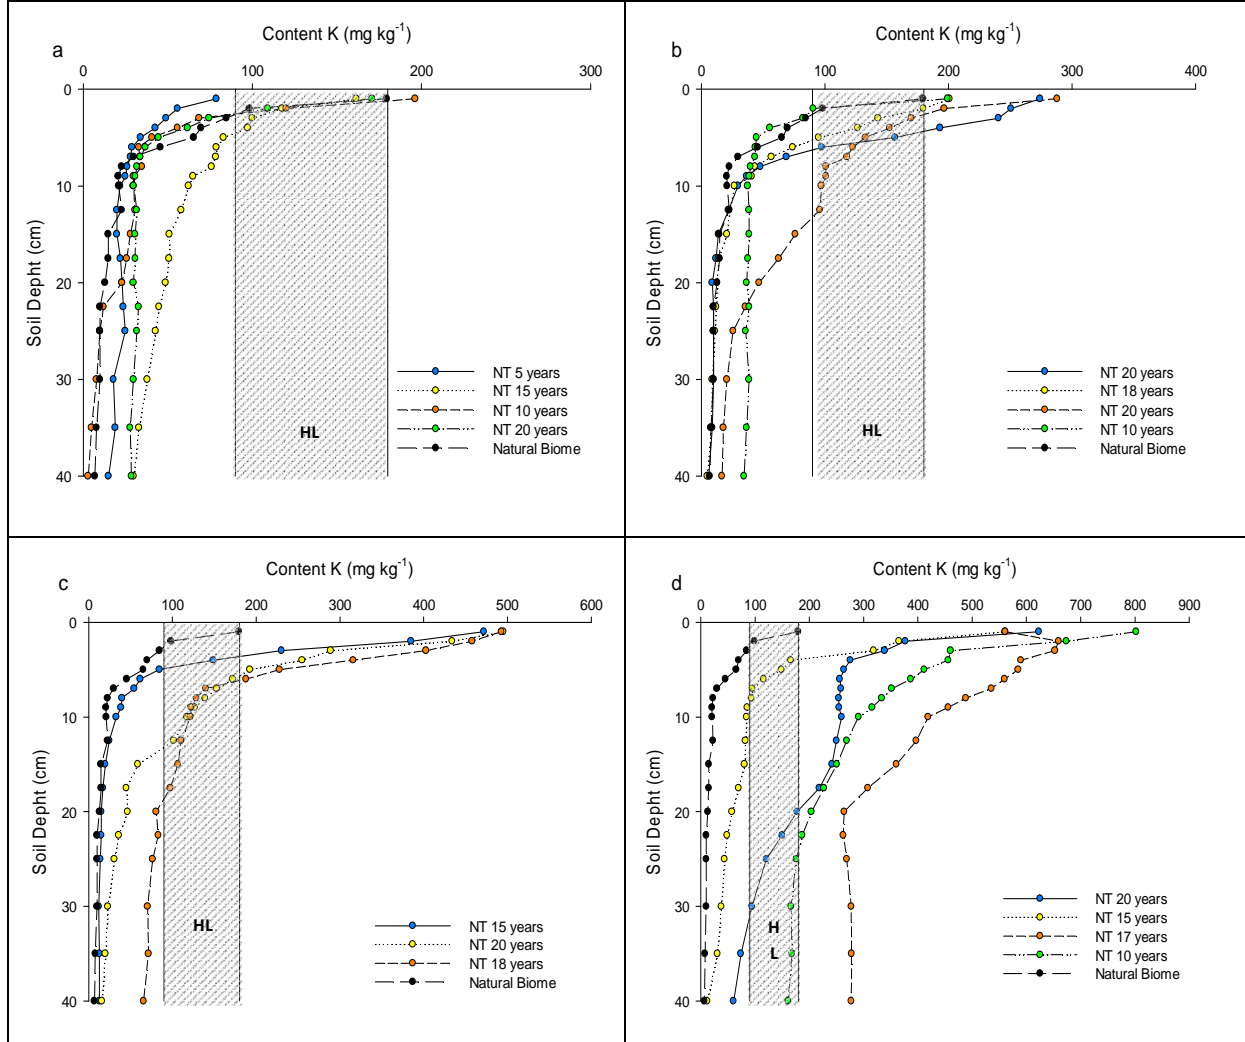 Content K (mg kg-1)
a
0 100 200 300
0
10
20
30
40
Soil Depht (cm)
HL
NT 5 years
NT 15 years
NT 10 years
NT 20 years
Natural Biome
Content K (mg kg-1)
b
0 100 200 300 400
0
10
20
30
40
Soil Depht (cm)
HL
NT 20 years
NT 18 years
NT 20 years
NT 10 years
Natural Biome
Content K (mg kg-1)
c
0 100 200 300 400 500 600
0
10
20
30
40
Soil Depht (cm)
HL
NT 15 years
NT 20 years
NT 18 years
Natural Biome
Content K (mg kg-1)
d
0 100 200 300 400 500 600 700 800 900
0
10
20
30
40
Soil Depht (cm)
H
L
NT 20 years
NT 15 years
NT 17 years
NT 10 years
Natural Biome